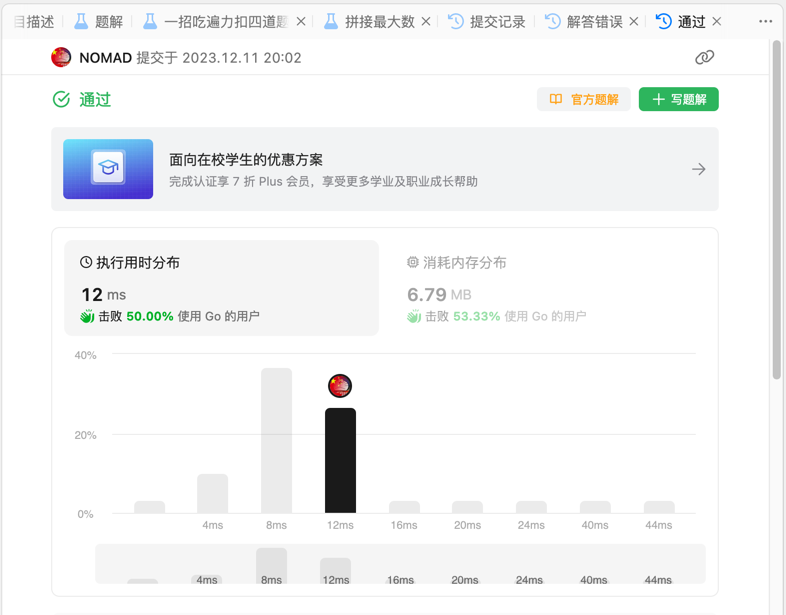 目描述 题解 一招吃遍力扣四道题 拼接最大数 提交记录 解答错误 通过
NOMAD 提交于 2023.12.11 20:02
通过 官方题解 写题解
面向在校学生的优惠方案
完成认证享 7 折 Plus 会员，享受更多学业及职业成长帮助
执行用时分布 消耗内存分布
12 ms 6.79 MB
击败 50.00% 使用 Go 的用户 击败 53.33% 使用 Go 的用户
40%
20%
0%
4ms 8ms 12ms 16ms 20ms 24ms 40ms 44ms
4ms 8ms 12ms 16ms 20ms 24ms 40ms 44ms